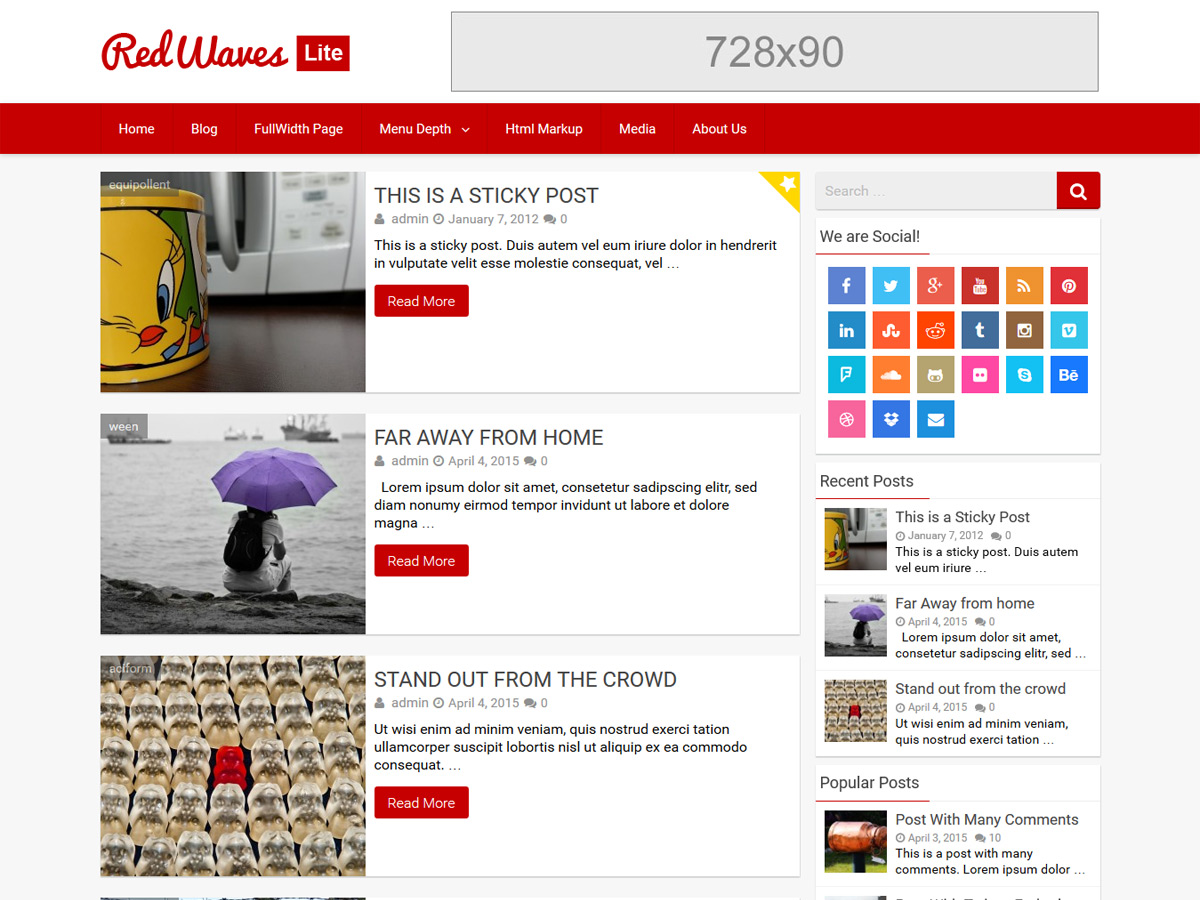 Red Waves Lite
728x90
Home
Blog
FullWidth Page
Menu Depth
Html Markup
Media
About Us
equipollent
THIS IS A STICKY POST
admin January 7, 2012 0
This is a sticky post. Duis autem vel eum iriure dolor in hendrerit
in vulputate velit esse molestie consequat, vel …
Read More
ween
FAR AWAY FROM HOME
admin April 4, 2015 0
Lorem ipsum dolor sit amet, consetetur sadipscing elitr, sed
diam nonumy eirmod tempor invidunt ut labore et dolore
magna …
Read More
aciform
STAND OUT FROM THE CROWD
admin April 4, 2015 0
Ut wisi enim ad minim veniam, quis nostrud exerci tation
ullamcorper suscipit lobortis nisl ut aliquip ex ea commodo
consequat. …
Read More
Search …
We are Social!
You
Tube
Recent Posts
This is a Sticky Post
January 7, 2012 0
This is a sticky post. Duis autem
vel eum iriure …
Far Away from home
April 4, 2015 0
Lorem ipsum dolor sit amet,
consetetur sadipscing elitr, sed …
Stand out from the crowd
April 4, 2015 0
Ut wisi enim ad minim veniam,
quis nostrud exerci tation …
Popular Posts
Post With Many Comments
April 3, 2015 10
This is a post with many
comments. Lorem ipsum dolor …